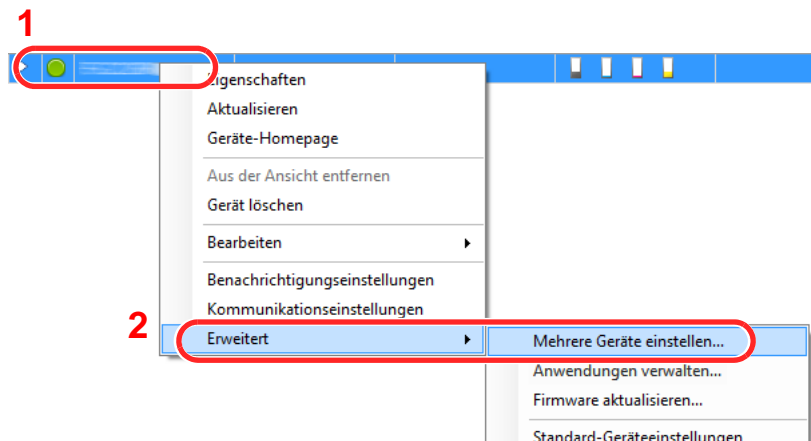 1
Eigenschaften
Aktualisieren
Geräte-Homepage
Aus der Ansicht entfernen
Gerät löschen
Bearbeiten
Benachrichtigungseinstellungen
Kommunikationseinstellungen
2
Erweitert
Mehrere Geräte einstellen...
Anwendungen verwalten...
Firmware aktualisieren...
Standard-Geräteeinstellungen